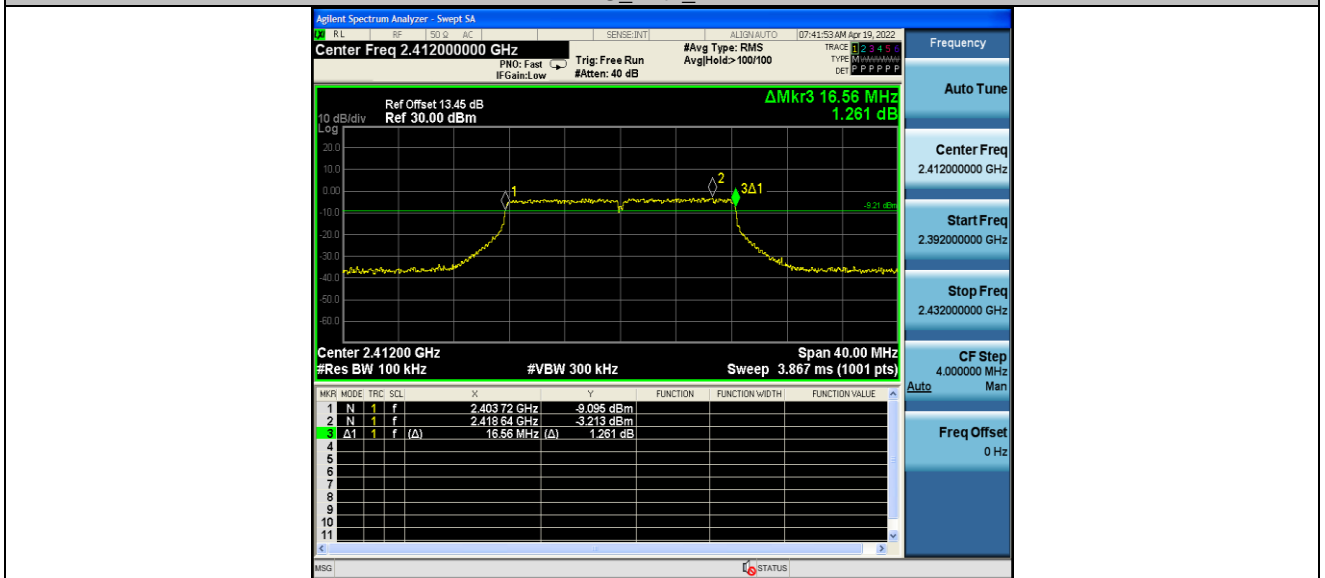 Agilent Spectrum Analyzer - Swept SA
RL RF 50 Ω AC SENSE:INT ALIGNAUTO 07:41:53 AM Apr 19, 2022
Center Freq 2.412000000 GHz
PNO: Fast
IFGain:Low
Trig: Free Run
#Atten: 40 dB
#Avg Type: RMS
Avg|Hold>100/100
TRACE 1 2 3 4 5 6
TYPE M W W W W W
DET P P P P P P
Ref Offset 13.45 dB
Ref 30.00 dBm
10 dB/div
Log
ΔMkr3 16.56 MHz
1.261 dB
20.0
10.0
0.00
-10.0
-20.0
-30.0
-40.0
-50.0
-60.0
1
2
3Δ1
-9.21 dBm
Center 2.41200 GHz Span 40.00 MHz
#Res BW 100 kHz #VBW 300 kHz Sweep 3.867 ms (1001 pts)
MKR MODE TRC SCL X Y FUNCTION FUNCTION WIDTH FUNCTION VALUE
1 N 1 f 2.403 72 GHz -9.095 dBm
2 N 1 f 2.418 64 GHz -3.213 dBm
3 Δ1 1 f (Δ) 16.56 MHz (Δ) 1.261 dB
4
5
6
7
8
9
10
11
MSG STATUS
Frequency
Auto Tune
Center Freq
2.412000000 GHz
Start Freq
2.392000000 GHz
Stop Freq
2.432000000 GHz
CF Step
4.000000 MHz
Auto Man
Freq Offset
0 Hz